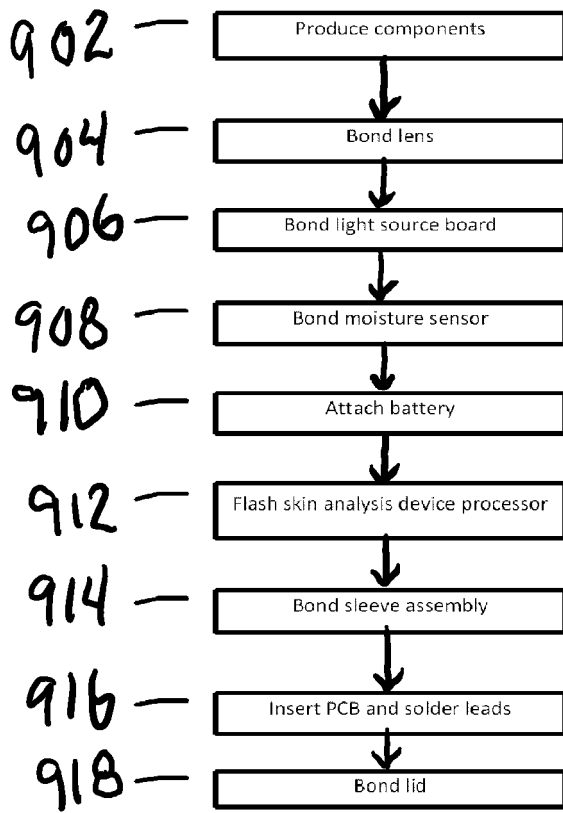 902 Produce components
904 Bond lens
906 Bond light source board
908 Bond moisture sensor
910 Attach battery
912 Flash skin analysis device processor
914 Bond sleeve assembly
916 Insert PCB and solder leads
918 Bond lid